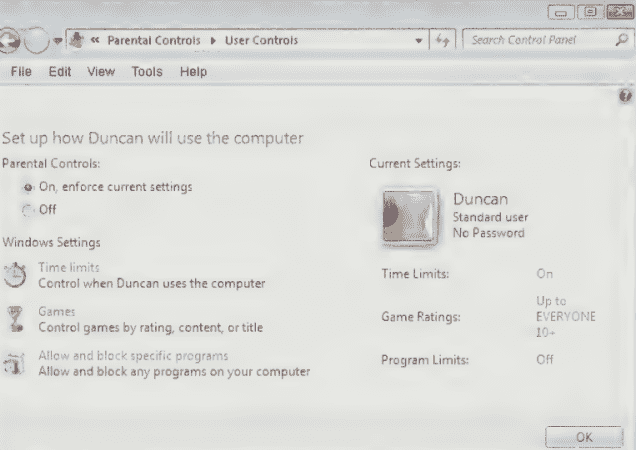 « Parental Controls ▸ User Controls
Search Control Panel
File Edit View Tools Help
Set up how Duncan will use the computer
Parental Controls:
On, enforce current settings
Off
Windows Settings
Time limits
Control when Duncan uses the computer
Games
Control games by rating, content, or title
Allow and block specific programs
Allow and block any programs on your computer
Current Settings:
Duncan
Standard user
No Password
Time Limits: On
Game Ratings: Up to
EVERYONE
10+
Program Limits: Off
OK